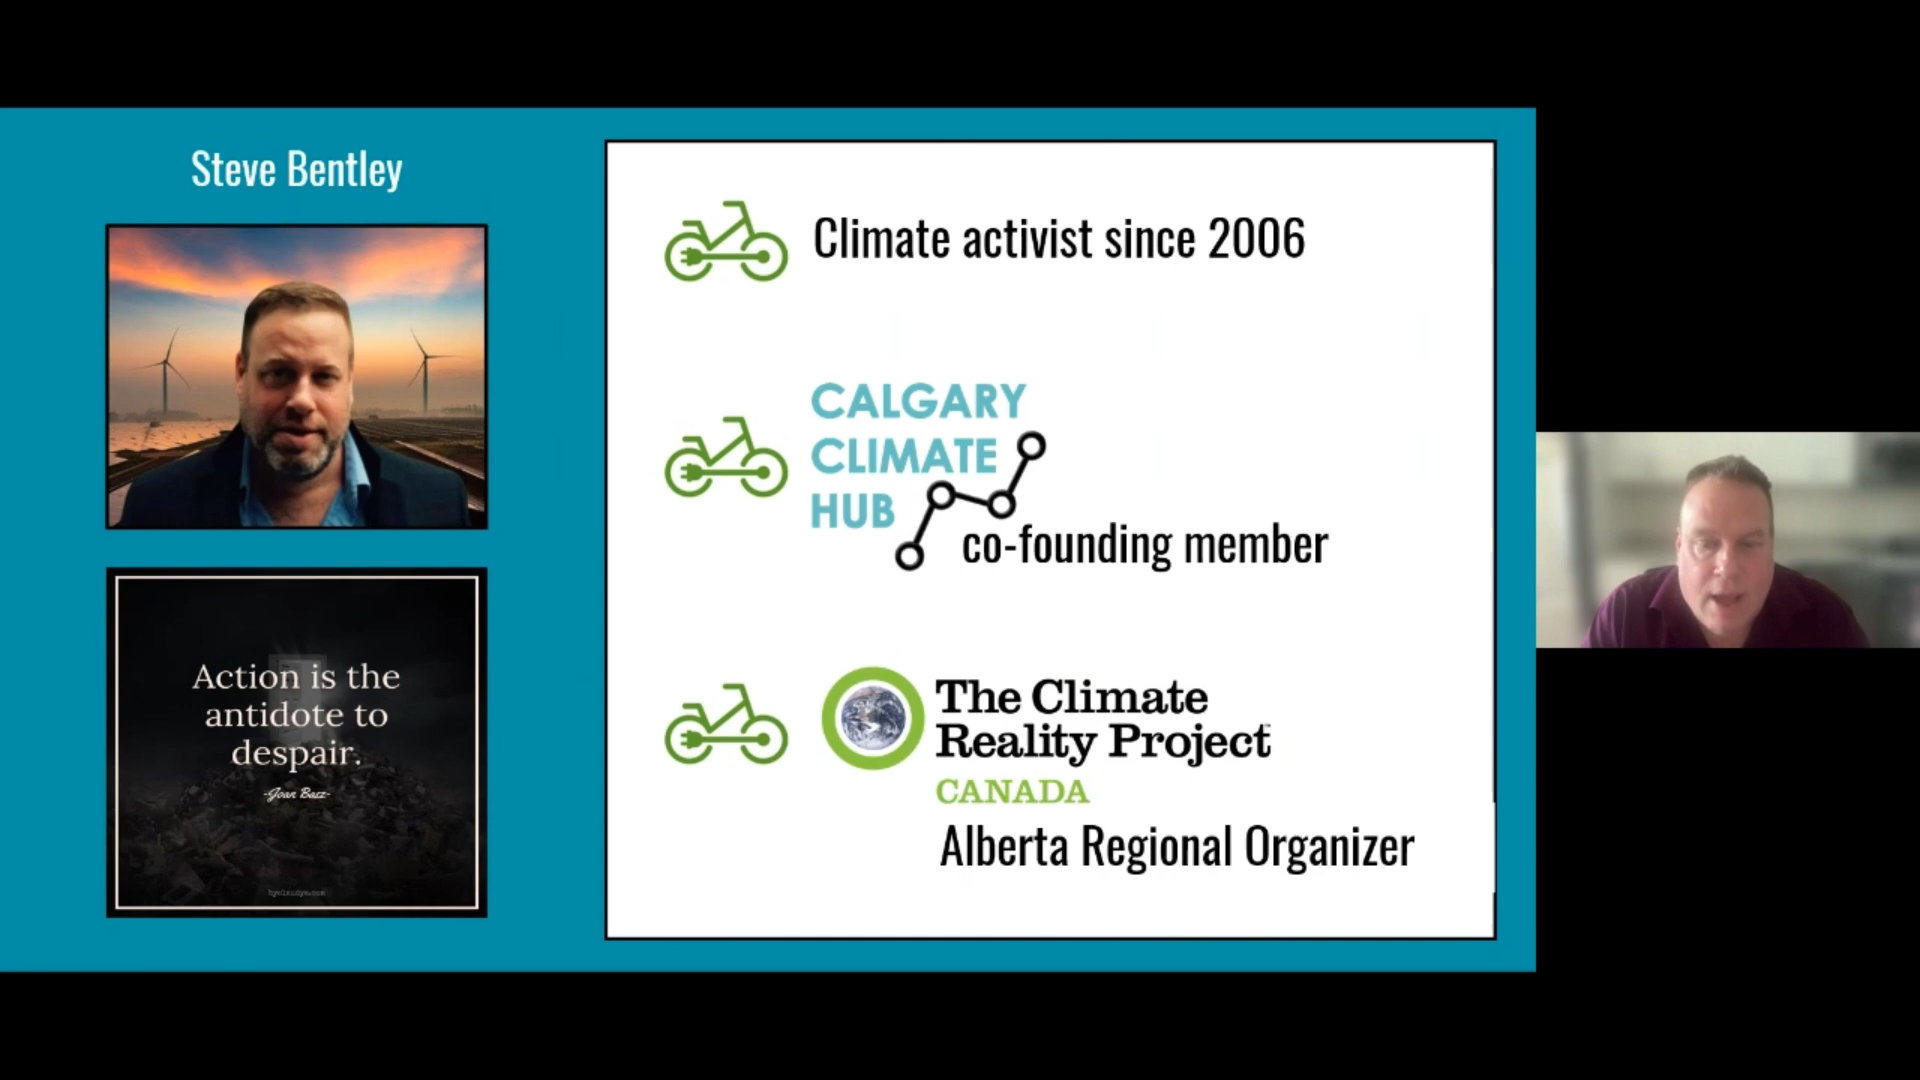 Steve Bentley
Action is the
antidote to
despair.
-Joan Baez-
Climate activist since 2006
CALGARY
CLIMATE
HUB
co-founding member
The Climate
Reality Project
CANADA
Alberta Regional Organizer